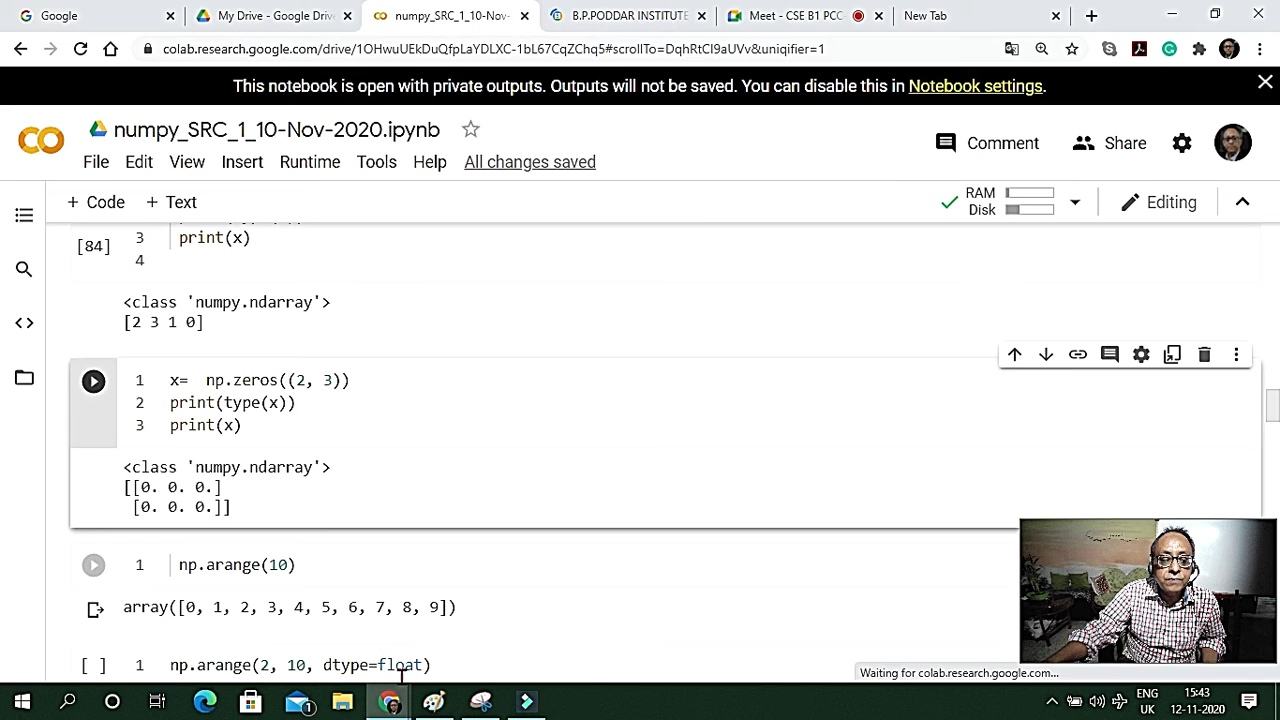 Google
My Drive - Google Driv
numpy_SRC_1_10-Nov-
B.P.PODDAR INSTITUTE
Meet - CSE B1 PCC-
New Tab
colab.research.google.com/drive/1OHwuUEkDuQfpLaYDLXC-1bL67CqZChq5#scrollTo=DqhRtCI9aUVv&uniqifier=1
This notebook is open with private outputs. Outputs will not be saved. You can disable this in Notebook settings.
numpy_SRC_1_10-Nov-2020.ipynb
Comment
Share
File Edit View Insert Runtime Tools Help All changes saved
+ Code + Text
RAM
Disk
Editing
[84]
3 print(x)
4
<class 'numpy.ndarray'>
[2 3 1 0]
1 x= np.zeros((2, 3))
2 print(type(x))
3 print(x)
<class 'numpy.ndarray'>
[[0. 0. 0.]
[0. 0. 0.]]
1 np.arange(10)
array([0, 1, 2, 3, 4, 5, 6, 7, 8, 9])
[ ] 1 np.arange(2, 10, dtype=float)
Waiting for colab.research.google.com...
1
ENG
UK
15:43
12-11-2020